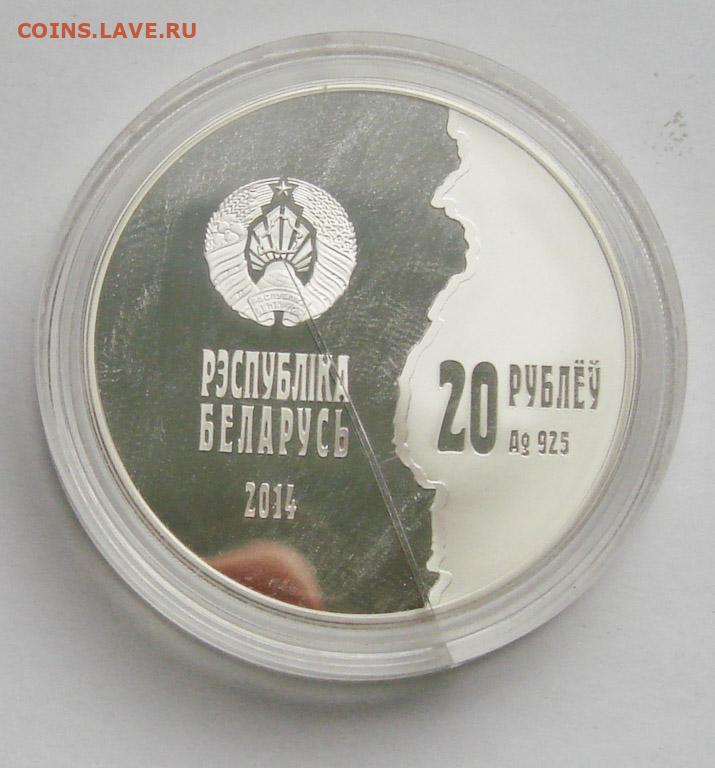 COINS.LAVE.RU
РЭСПУБЛІКА
БЕЛАРУСЬ
2014
20 РУБЛЁЎ
Ag 925